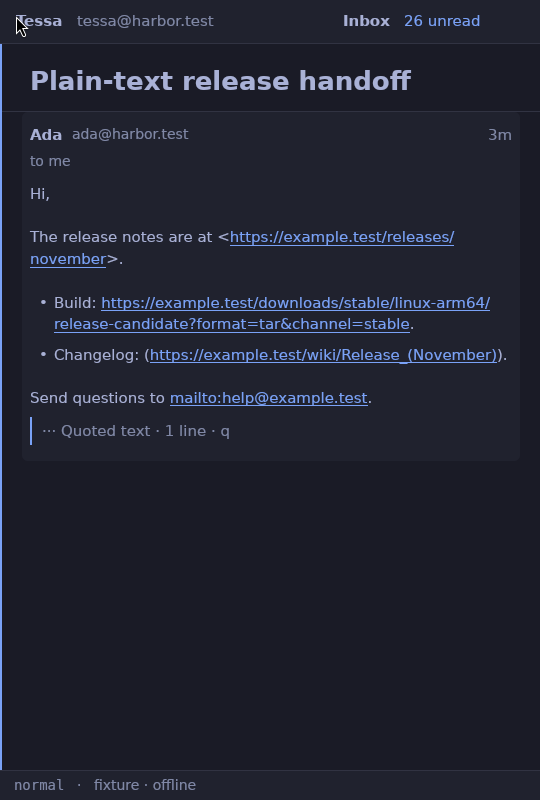 Tessa tessa@harbor.test Inbox 26 unread
Plain-text release handoff
Ada ada@harbor.test 3m
to me
Hi,
The release notes are at <https://example.test/releases/
november>.
• Build: https://example.test/downloads/stable/linux-arm64/
release-candidate?format=tar&channel=stable.
• Changelog: (https://example.test/wiki/Release_(November)).
Send questions to mailto:help@example.test.
··· Quoted text · 1 line · q
normal · fixture · offline